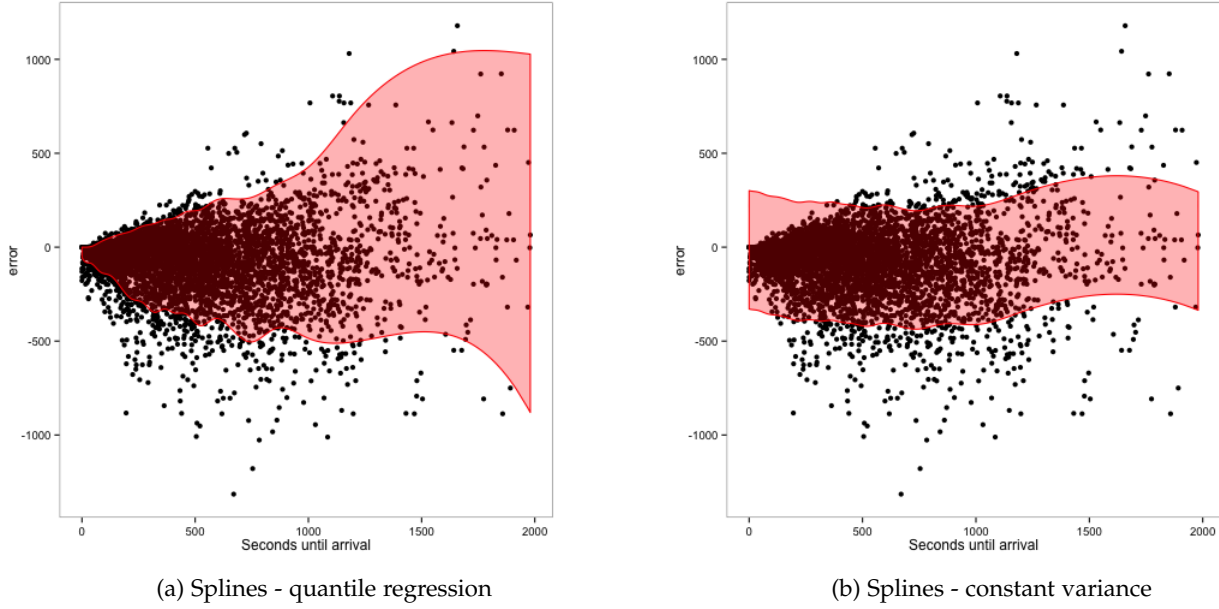 1000
500
0
-500
-1000
error
0 500 1000 1500 2000
Seconds until arrival
(a) Splines - quantile regression
1000
500
0
-500
-1000
error
0 500 1000 1500 2000
Seconds until arrival
(b) Splines - constant variance